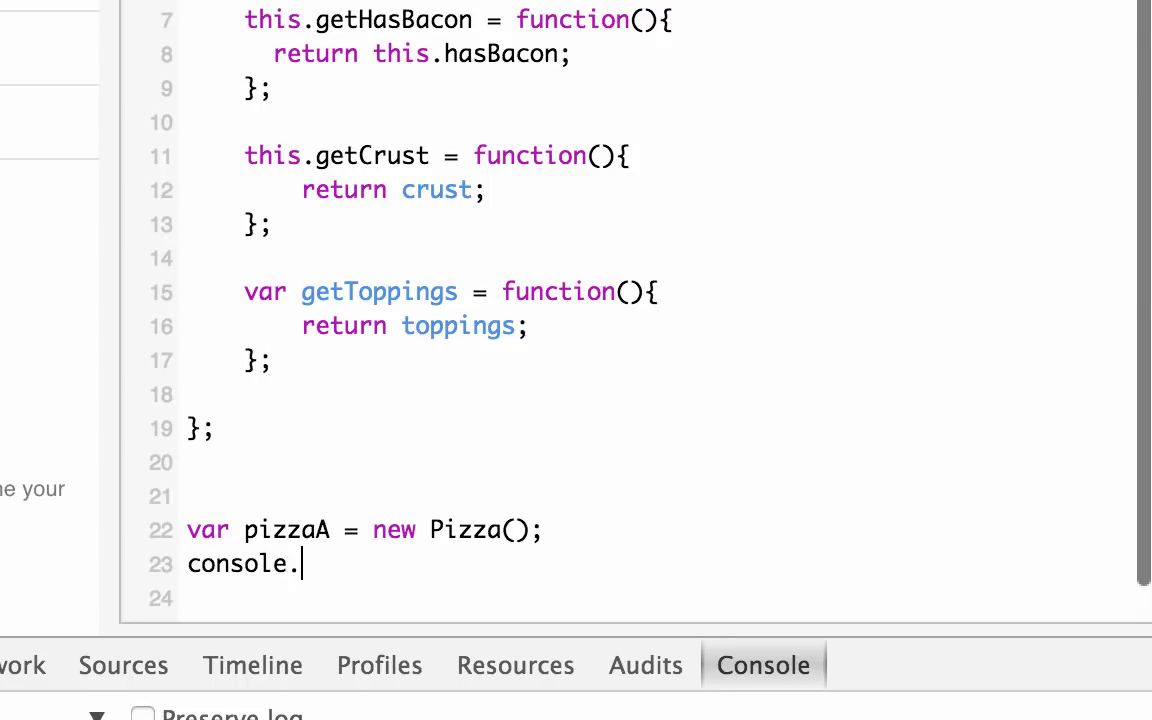 7 this.getHasBacon = function(){
8 return this.hasBacon;
9 };
10
11 this.getCrust = function(){
12 return crust;
13 };
14
15 var getToppings = function(){
16 return toppings;
17 };
18
19 };
20
ne your
21
22 var pizzaA = new Pizza();
23 console.
24
work Sources Timeline Profiles Resources Audits Console
Preserve log